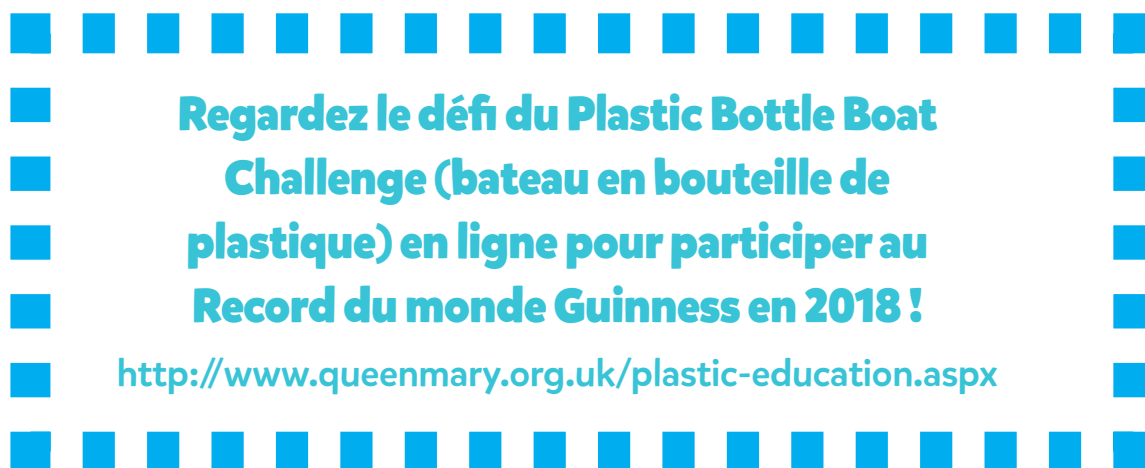 Regardez le défi du Plastic Bottle Boat
Challenge (bateau en bouteille de
plastique) en ligne pour participer au
Record du monde Guinness en 2018 !
http://www.queenmary.org.uk/plastic-education.aspx